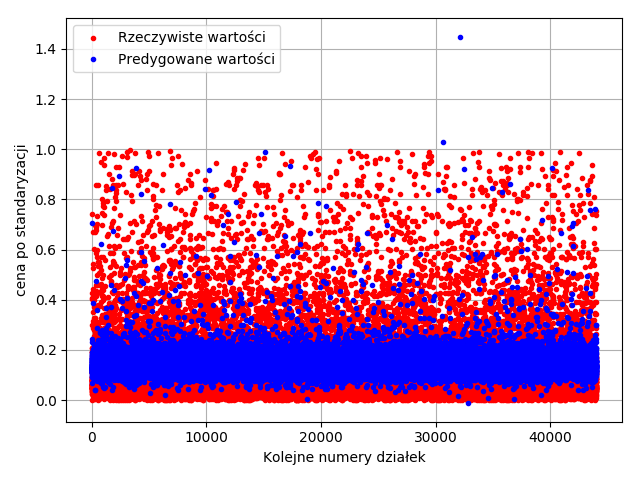 Rzeczywiste wartości
Predygowane wartości
cena po standaryzacji
1.4
1.2
1.0
0.8
0.6
0.4
0.2
0.0
0 10000 20000 30000 40000
Kolejne numery działek